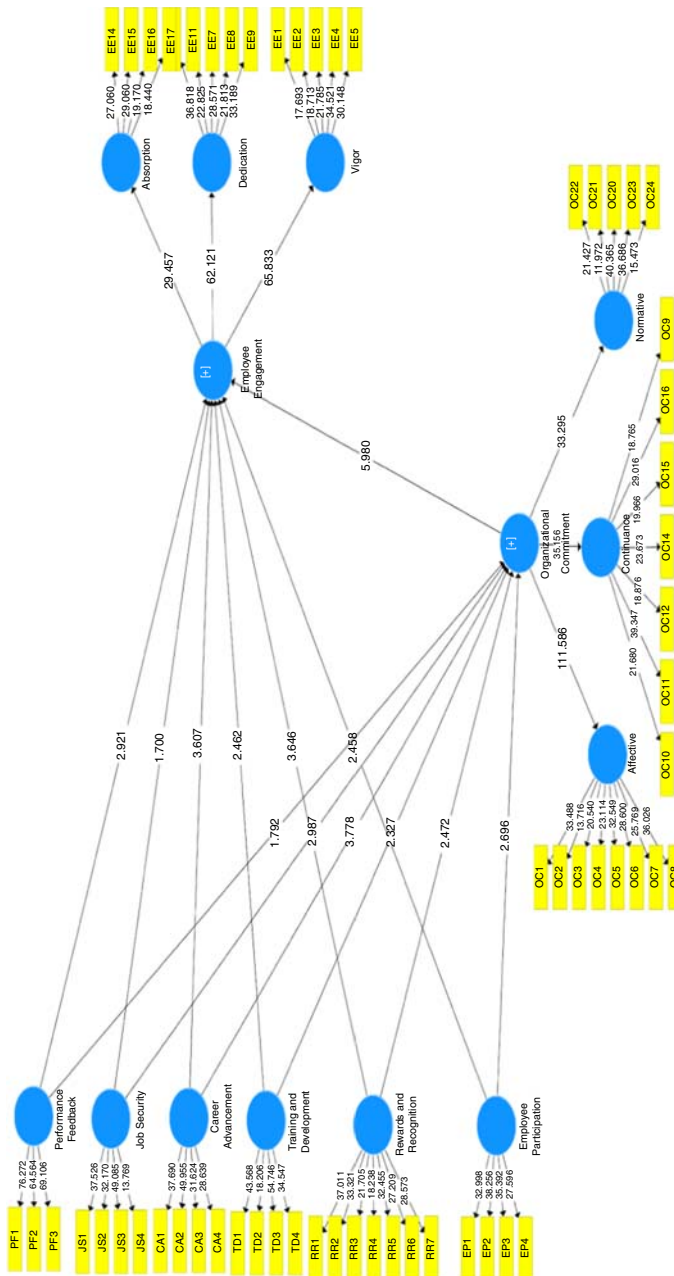 PF1
PF2
PF3
76.272
64.564
69.106
Performance
Feedback
JS1
JS2
JS3
JS4
37.526
32.170
49.085
13.769
Job Security
CA1
CA2
CA3
CA4
37.690
49.955
31.624
28.639
Career
Advancement
TD1
TD2
TD3
TD4
43.568
18.206
54.746
34.547
Training and
Development
RR1
RR2
RR3
RR4
RR5
RR6
RR7
37.011
33.321
21.705
18.238
32.455
27.209
28.573
Rewards and
Recognition
EP1
EP2
EP3
EP4
32.998
38.256
35.392
27.596
Employee
Participation
2.921
1.700
3.607
2.462
3.646
2.458
1.792
2.987
3.778
2.327
2.472
2.696
[+]
Employee
Engagement
5.980
[+]
Organizational
35.156
Commitment
29.457
62.121
65.833
Absorption
27.060
29.060
19.170
18.440
EE14
EE15
EE16
EE17
Dedication
36.818
22.825
28.571
21.813
33.189
EE11
EE7
EE8
EE9
Vigor
17.693
18.713
21.785
34.521
30.148
EE1
EE2
EE3
EE4
EE5
111.586
33.295
Affective
33.488
13.716
20.540
23.114
32.549
28.600
25.769
36.026
OC1
OC2
OC3
OC4
OC5
OC6
OC7
OC8
Continuance
21.680
39.347
18.876
23.673
19.966
29.016
18.765
OC10
OC11
OC12
OC14
OC15
OC16
OC9
Normative
21.427
11.972
40.365
36.686
15.473
OC22
OC21
OC20
OC23
OC24